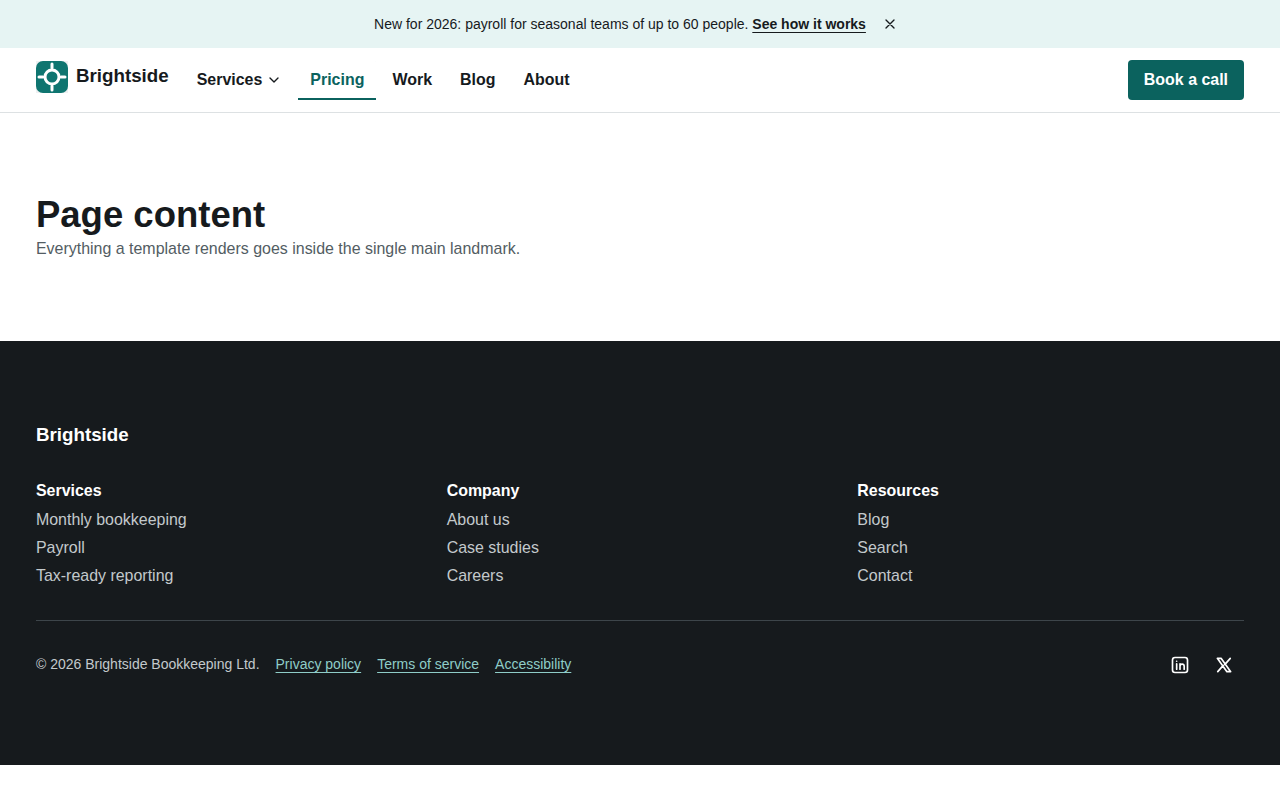 New for 2026: payroll for seasonal teams of up to 60 people. See how it works
Brightside
Services
Pricing
Work
Blog
About
Book a call
Page content
Everything a template renders goes inside the single main landmark.
Brightside
Services
Monthly bookkeeping
Payroll
Tax-ready reporting
Company
About us
Case studies
Careers
Resources
Blog
Search
Contact
© 2026 Brightside Bookkeeping Ltd.
Privacy policy
Terms of service
Accessibility